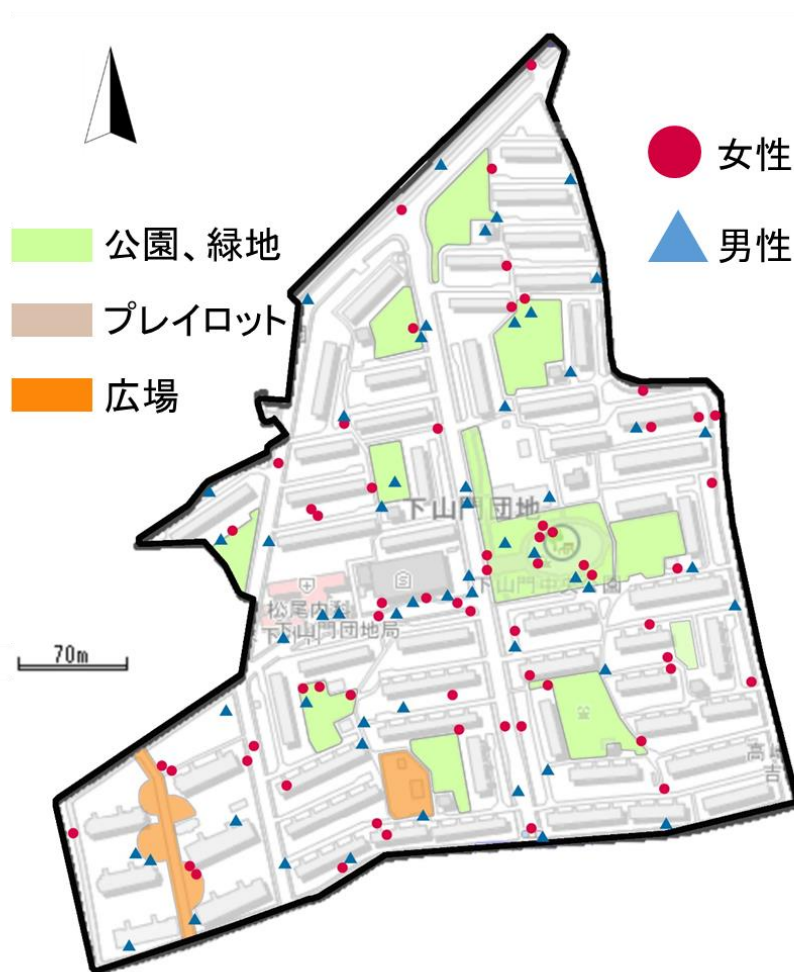 女性
男性
公園、緑地
プレイロット
広場
下山門団地
下山門中央公園
松尾内科
下山門団地局
70m